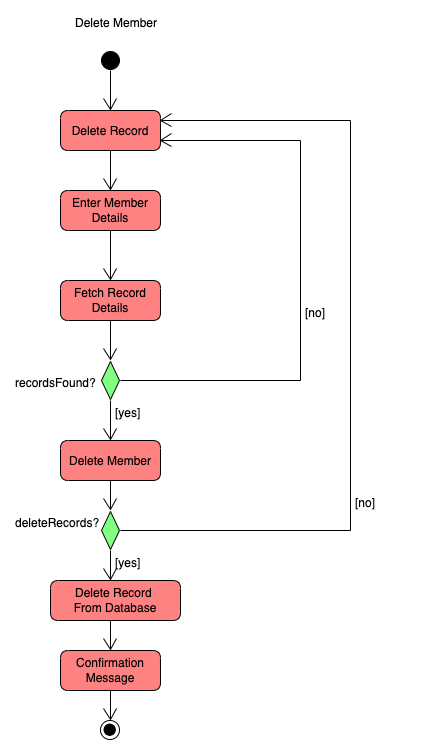 Delete Member
Delete Record
Enter Member
Details
Fetch Record
Details
[no]
recordsFound?
[yes]
Delete Member
[no]
deleteRecords?
[yes]
Delete Record
From Database
Confirmation
Message